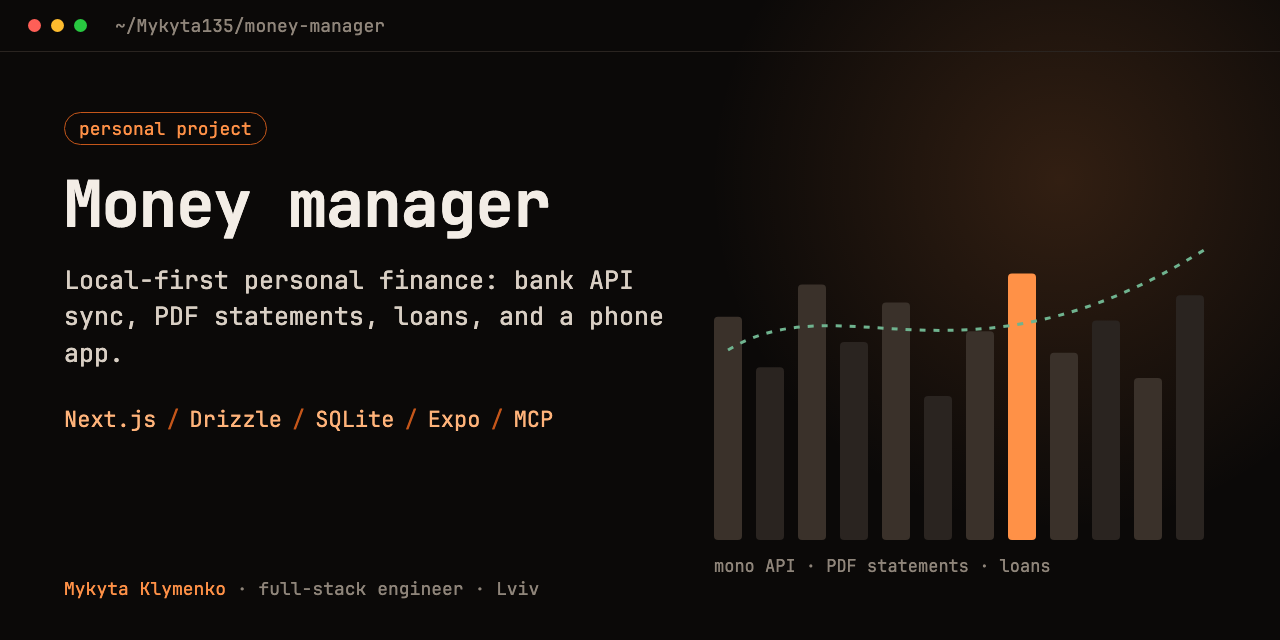 ~/Mykyta135/money-manager
personal project
Money manager
Local-first personal finance: bank API
sync, PDF statements, loans, and a phone
app.
Next.js / Drizzle / SQLite / Expo / MCP
mono API · PDF statements · loans
Mykyta Klymenko · full-stack engineer · Lviv